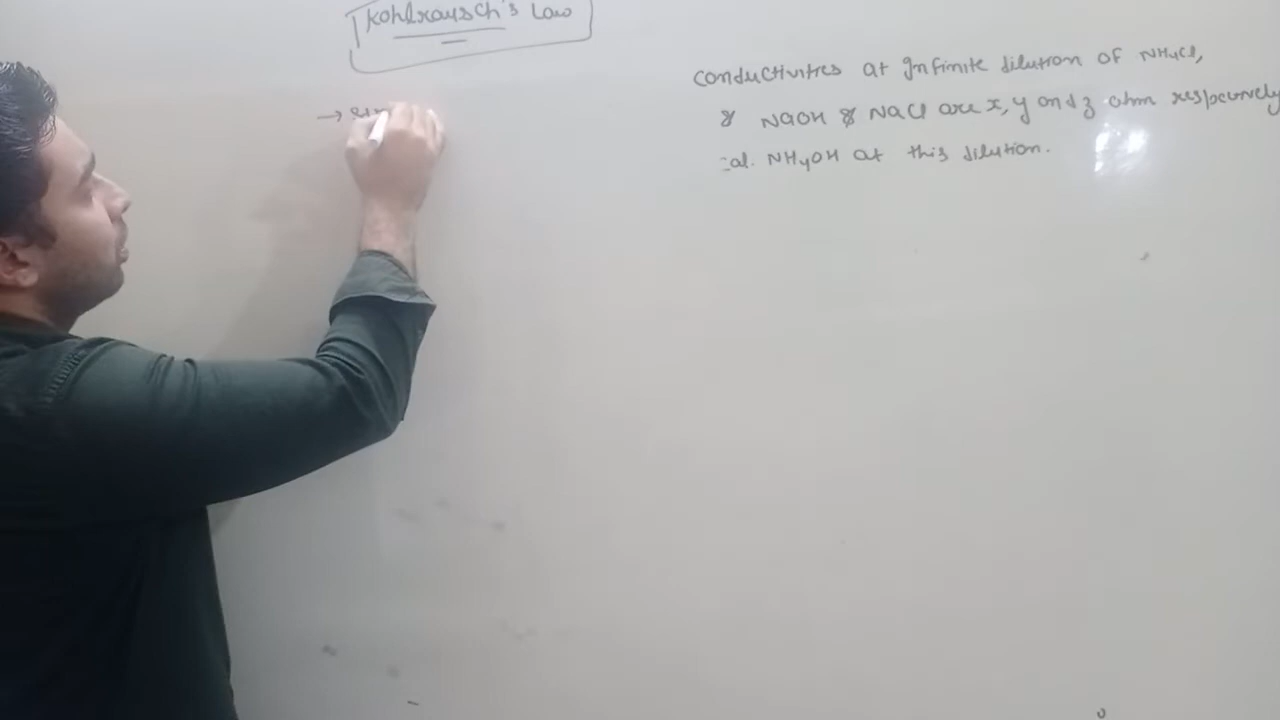 Kohlrausch's Law
conductivities at Infinite dilution of NH4Cl,
& NaOH & NaCl are x, y and z ohm respectively
cal. NH4OH at this dilution.